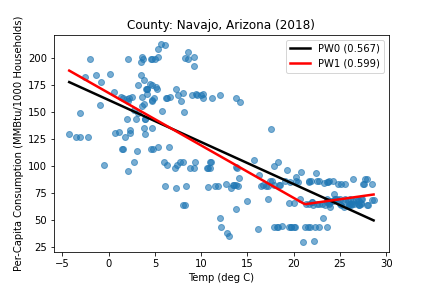 County: Navajo, Arizona (2018)
Per-Capita Consumption (MMBtu/1000 Households)
200
175
150
125
100
75
50
25
PW0 (0.567)
PW1 (0.599)
−5 0 5 10 15 20 25 30
Temp (deg C)